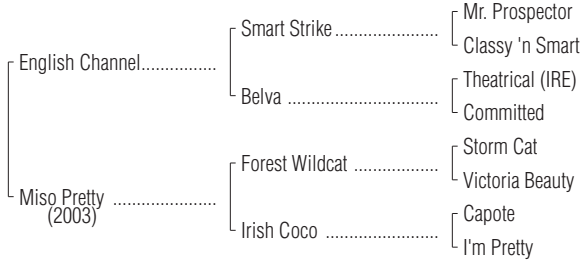 Mr. Prospector
Smart Strike........................
Classy 'n Smart
English Channel................
Theatrical (IRE)
Belva ..................................
Committed
Storm Cat
Forest Wildcat ...................
Victoria Beauty
Miso Pretty ......................
(2003)
Capote
Irish Coco .........................
I'm Pretty